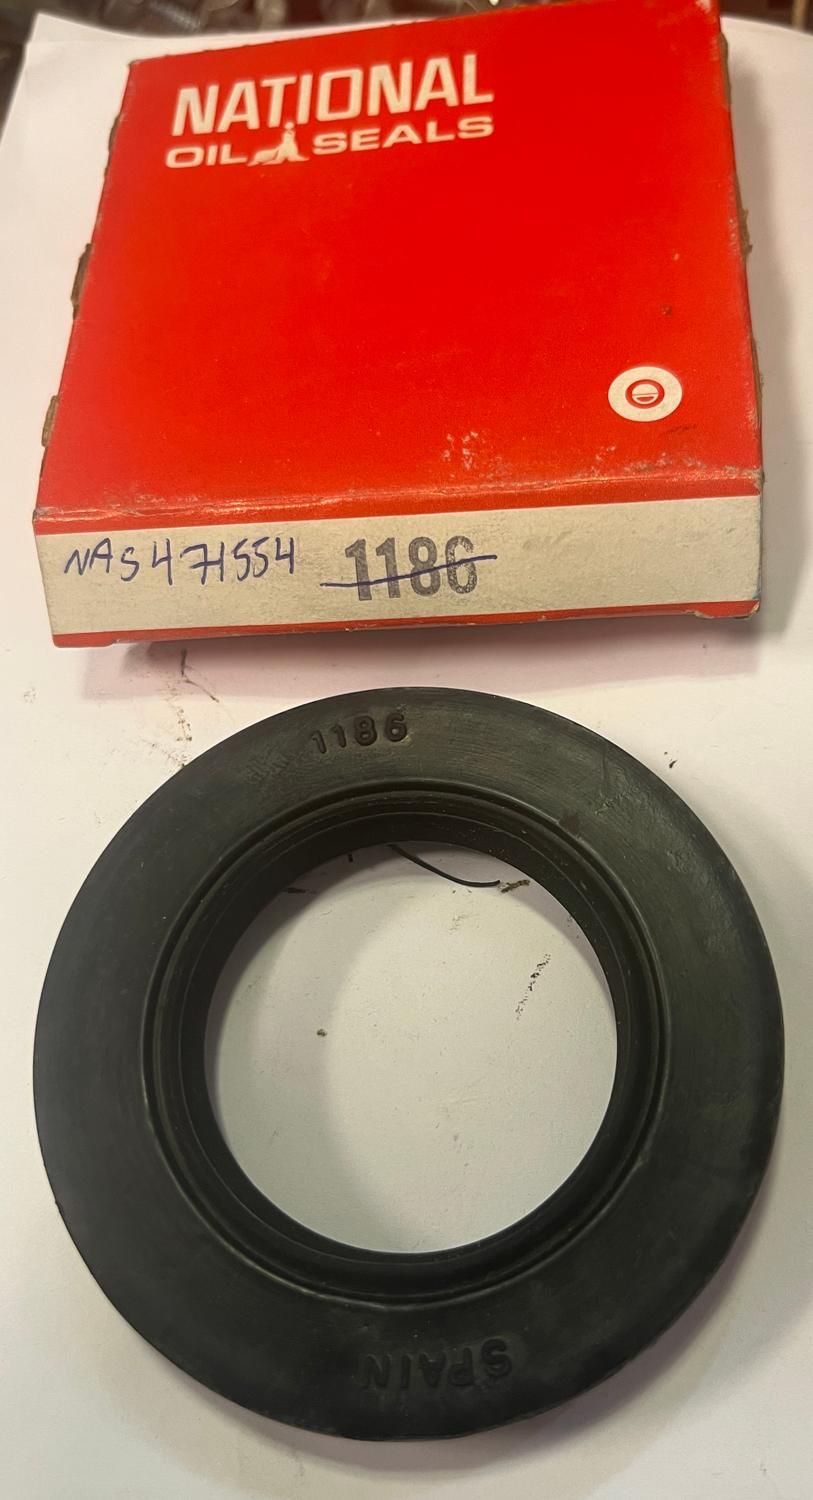 NATIONAL
OIL SEALS
NAS471554 1186
1186
SPAIN